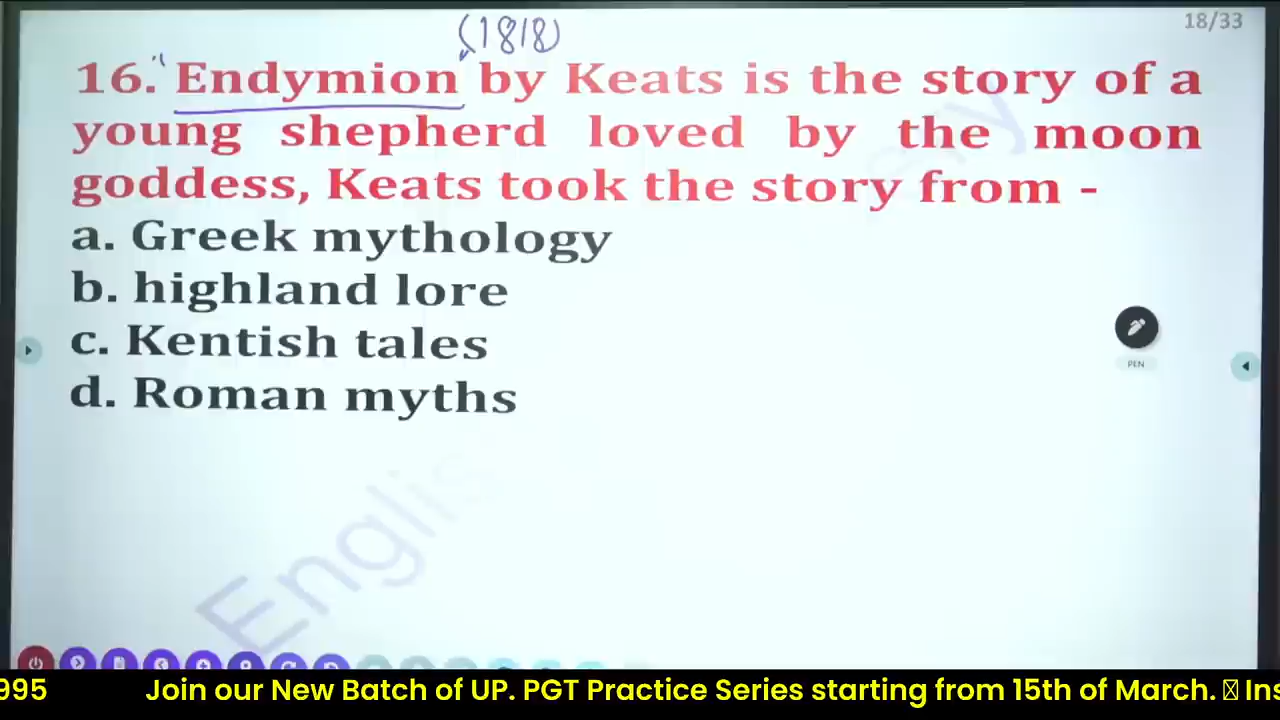 (1818)
18/33
16. "Endymion" by Keats is the story of a
young shepherd loved by the moon
goddess, Keats took the story from -
a. Greek mythology
b. highland lore
c. Kentish tales
d. Roman myths
PEN
Englis
995 Join our New Batch of UP. PGT Practice Series starting from 15th of March. Ins